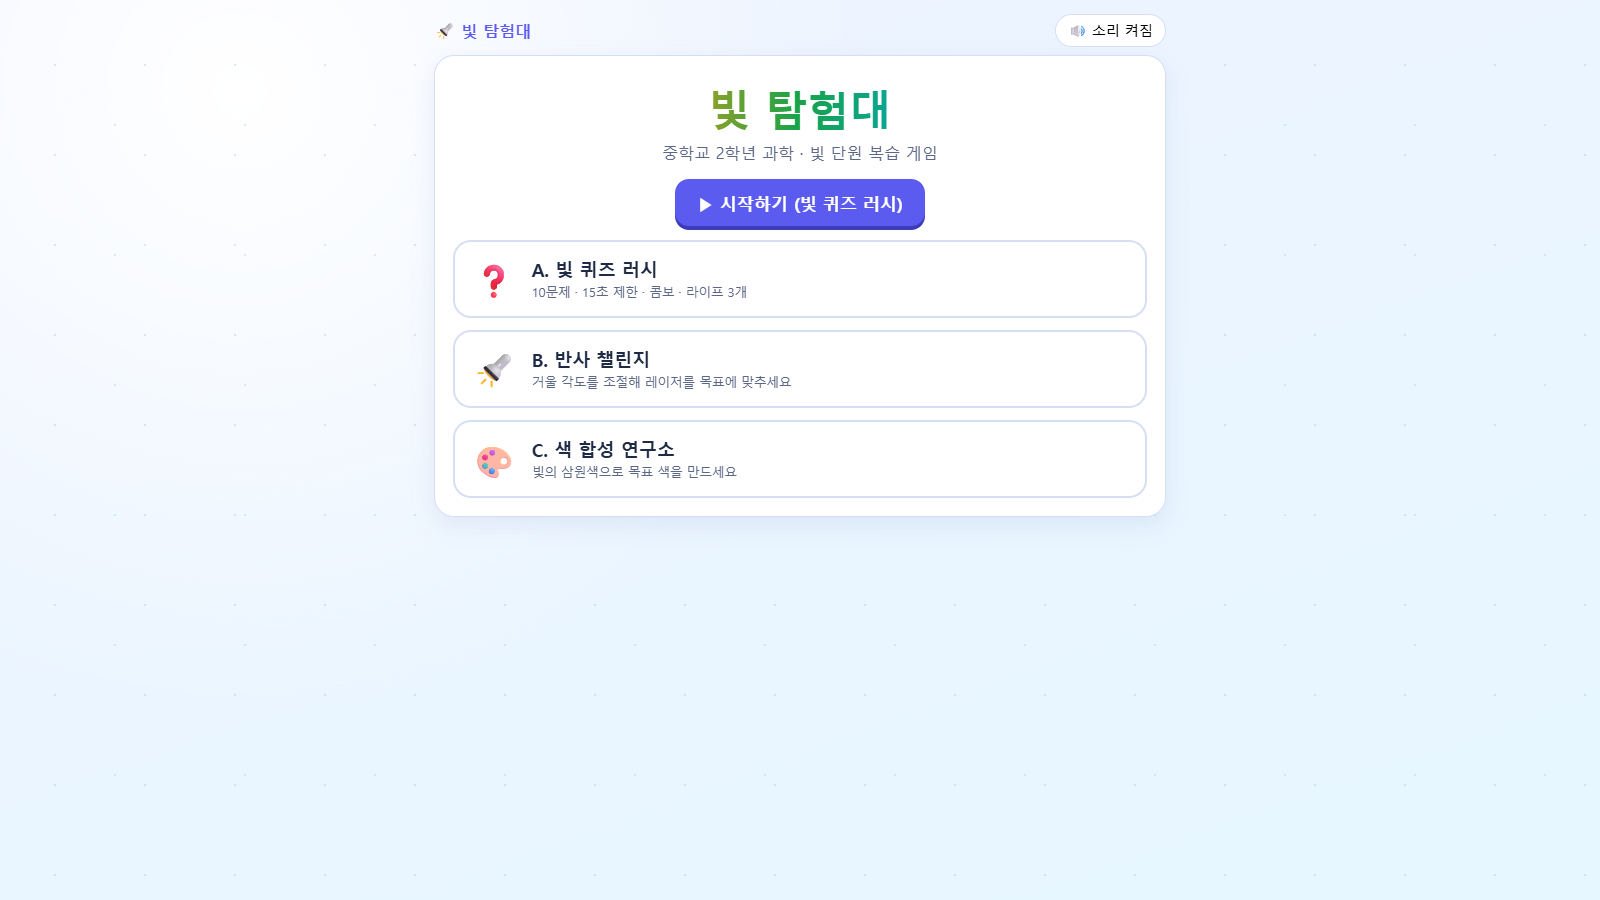 빛 탐험대
소리 켜짐
빛 탐험대
중학교 2학년 과학 · 빛 단원 복습 게임
▶ 시작하기 (빛 퀴즈 러시)
A. 빛 퀴즈 러시
10문제 · 15초 제한 · 콤보 · 라이프 3개
B. 반사 챌린지
거울 각도를 조절해 레이저를 목표에 맞추세요
C. 색 합성 연구소
빛의 삼원색으로 목표 색을 만드세요